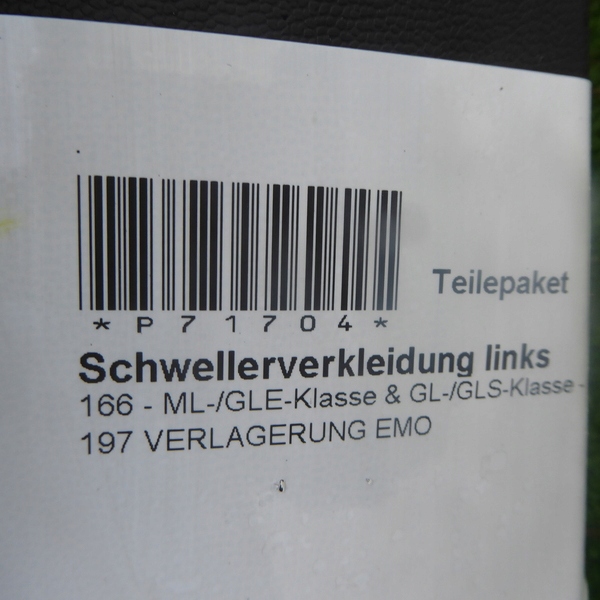 Teilepaket
*P71704*
Schwellerverkleidung links
166 - ML-/GLE-Klasse & GL-/GLS-Klasse -
197 VERLAGERUNG EMO